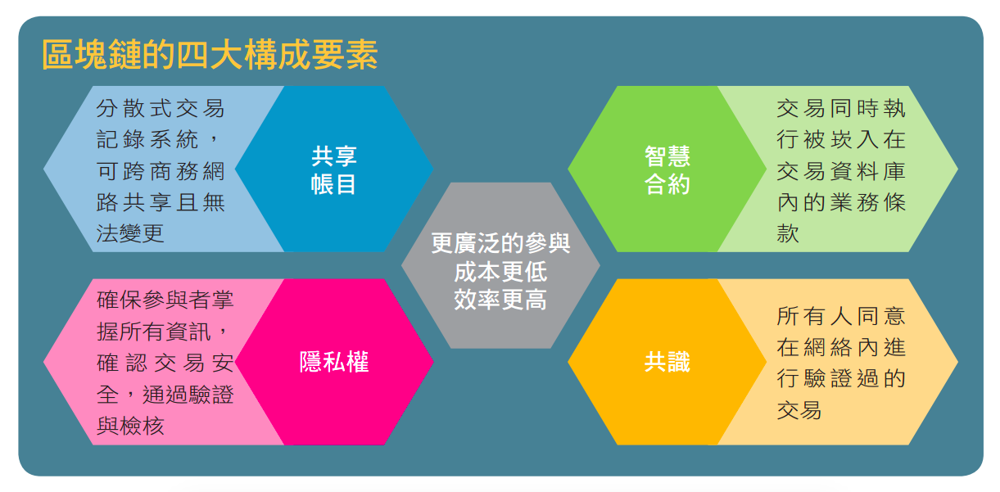 區塊鏈的四大構成要素
分散式交易
記錄系統，
可跨商務網
路共享且無
法變更
共享
帳目
智慧
合約
交易同時執
行被崁入在
交易資料庫
內的業務條
款
更廣泛的參與
成本更低
效率更高
確保參與者掌
握所有資訊，
確認交易安
全，通過驗證
與檢核
隱私權
共識
所有人同意
在網絡內進
行驗證過的
交易